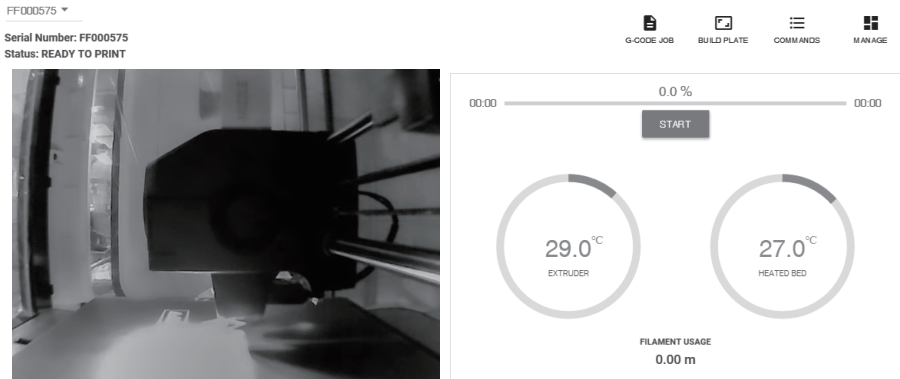 FF000575
Serial Number: FF000575
Status: READY TO PRINT
G-CODE JOB
BUILD PLATE
COMMANDS
MANAGE
0.0 %
00:00
00:00
START
29.0°C
EXTRUDER
27.0°C
HEATED BED
FILAMENT USAGE
0.00 m